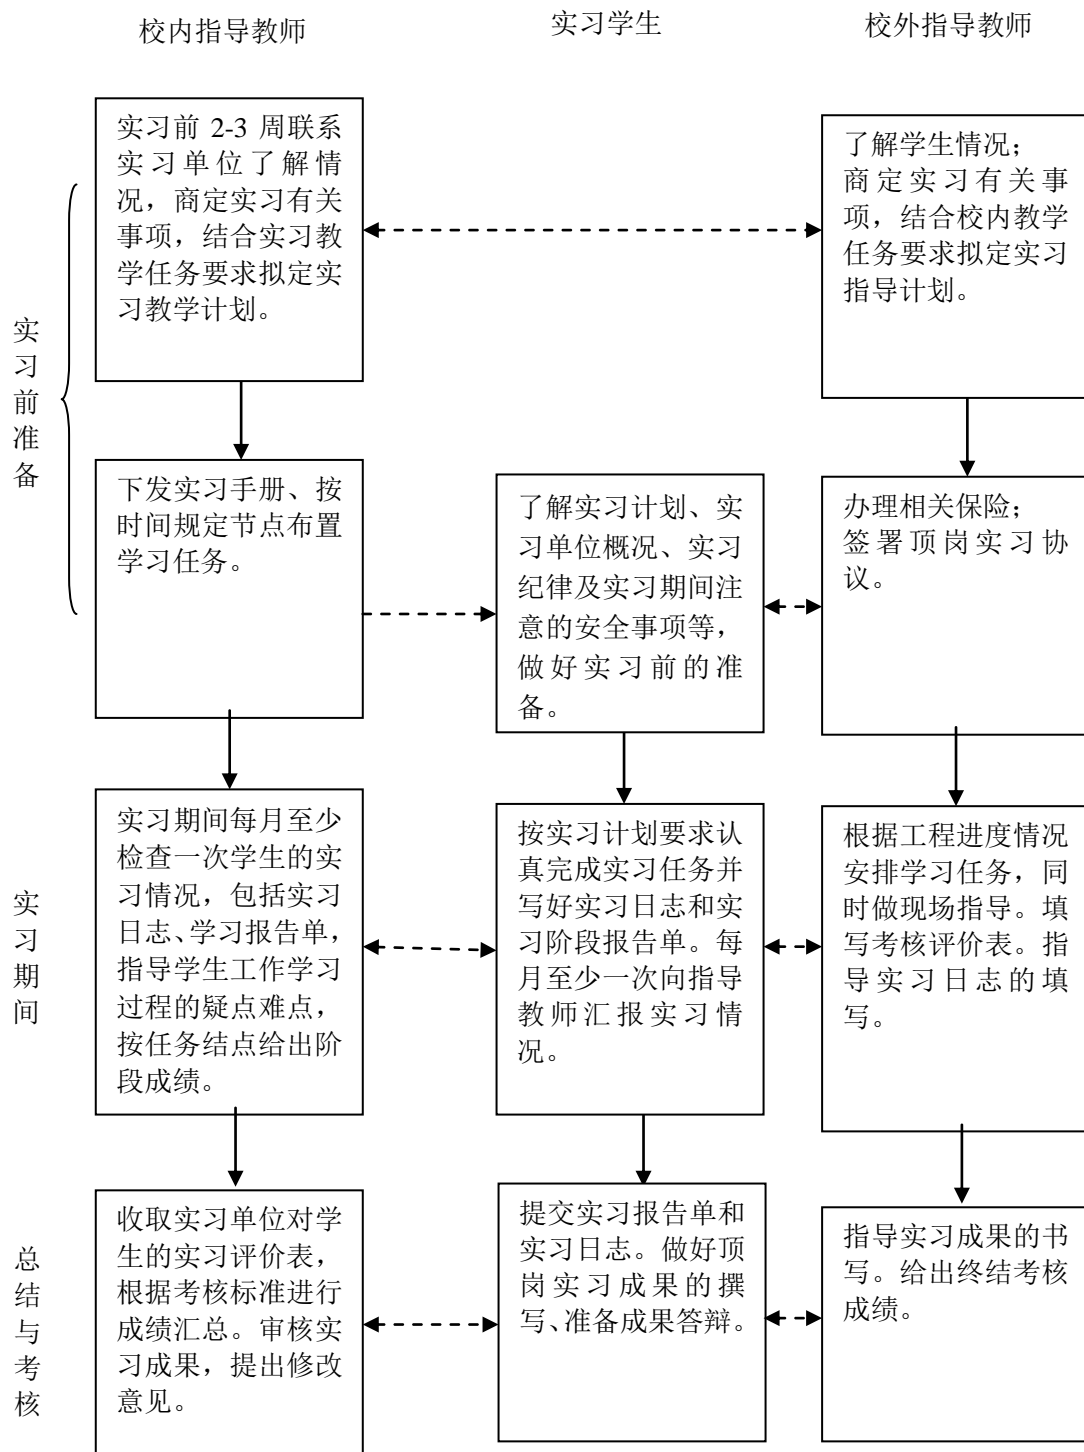 校内指导教师
实习学生
校外指导教师
实习前准备
实习前 2-3 周联系
实习单位了解情
况，商定实习有关
事项，结合实习教
学任务要求拟定实
习教学计划。
了解学生情况；
商定实习有关事
项，结合校内教学
任务要求拟定实习
指导计划。
下发实习手册、按
时间规定节点布置
学习任务。
了解实习计划、实
习单位概况、实习
纪律及实习期间注
意的安全事项等，
做好实习前的准
备。
办理相关保险；
签署顶岗实习协
议。
实习期间
实习期间每月至少
检查一次学生的实
习情况，包括实习
日志、学习报告单，
指导学生工作学习
过程的疑点难点，
按任务结点给出阶
段成绩。
按实习计划要求认
真完成实习任务并
写好实习日志和实
习阶段报告单。每
月至少一次向指导
教师汇报实习情
况。
根据工程进度情况
安排学习任务，同
时做现场指导。填
写考核评价表。指
导实习日志的填
写。
总结与考核
收取实习单位对学
生的实习评价表，
根据考核标准进行
成绩汇总。审核实
习成果，提出修改
意见。
提交实习报告单和
实习日志。做好顶
岗实习成果的撰
写、准备成果答辩。
指导实习成果的书
写。给出终结考核
成绩。